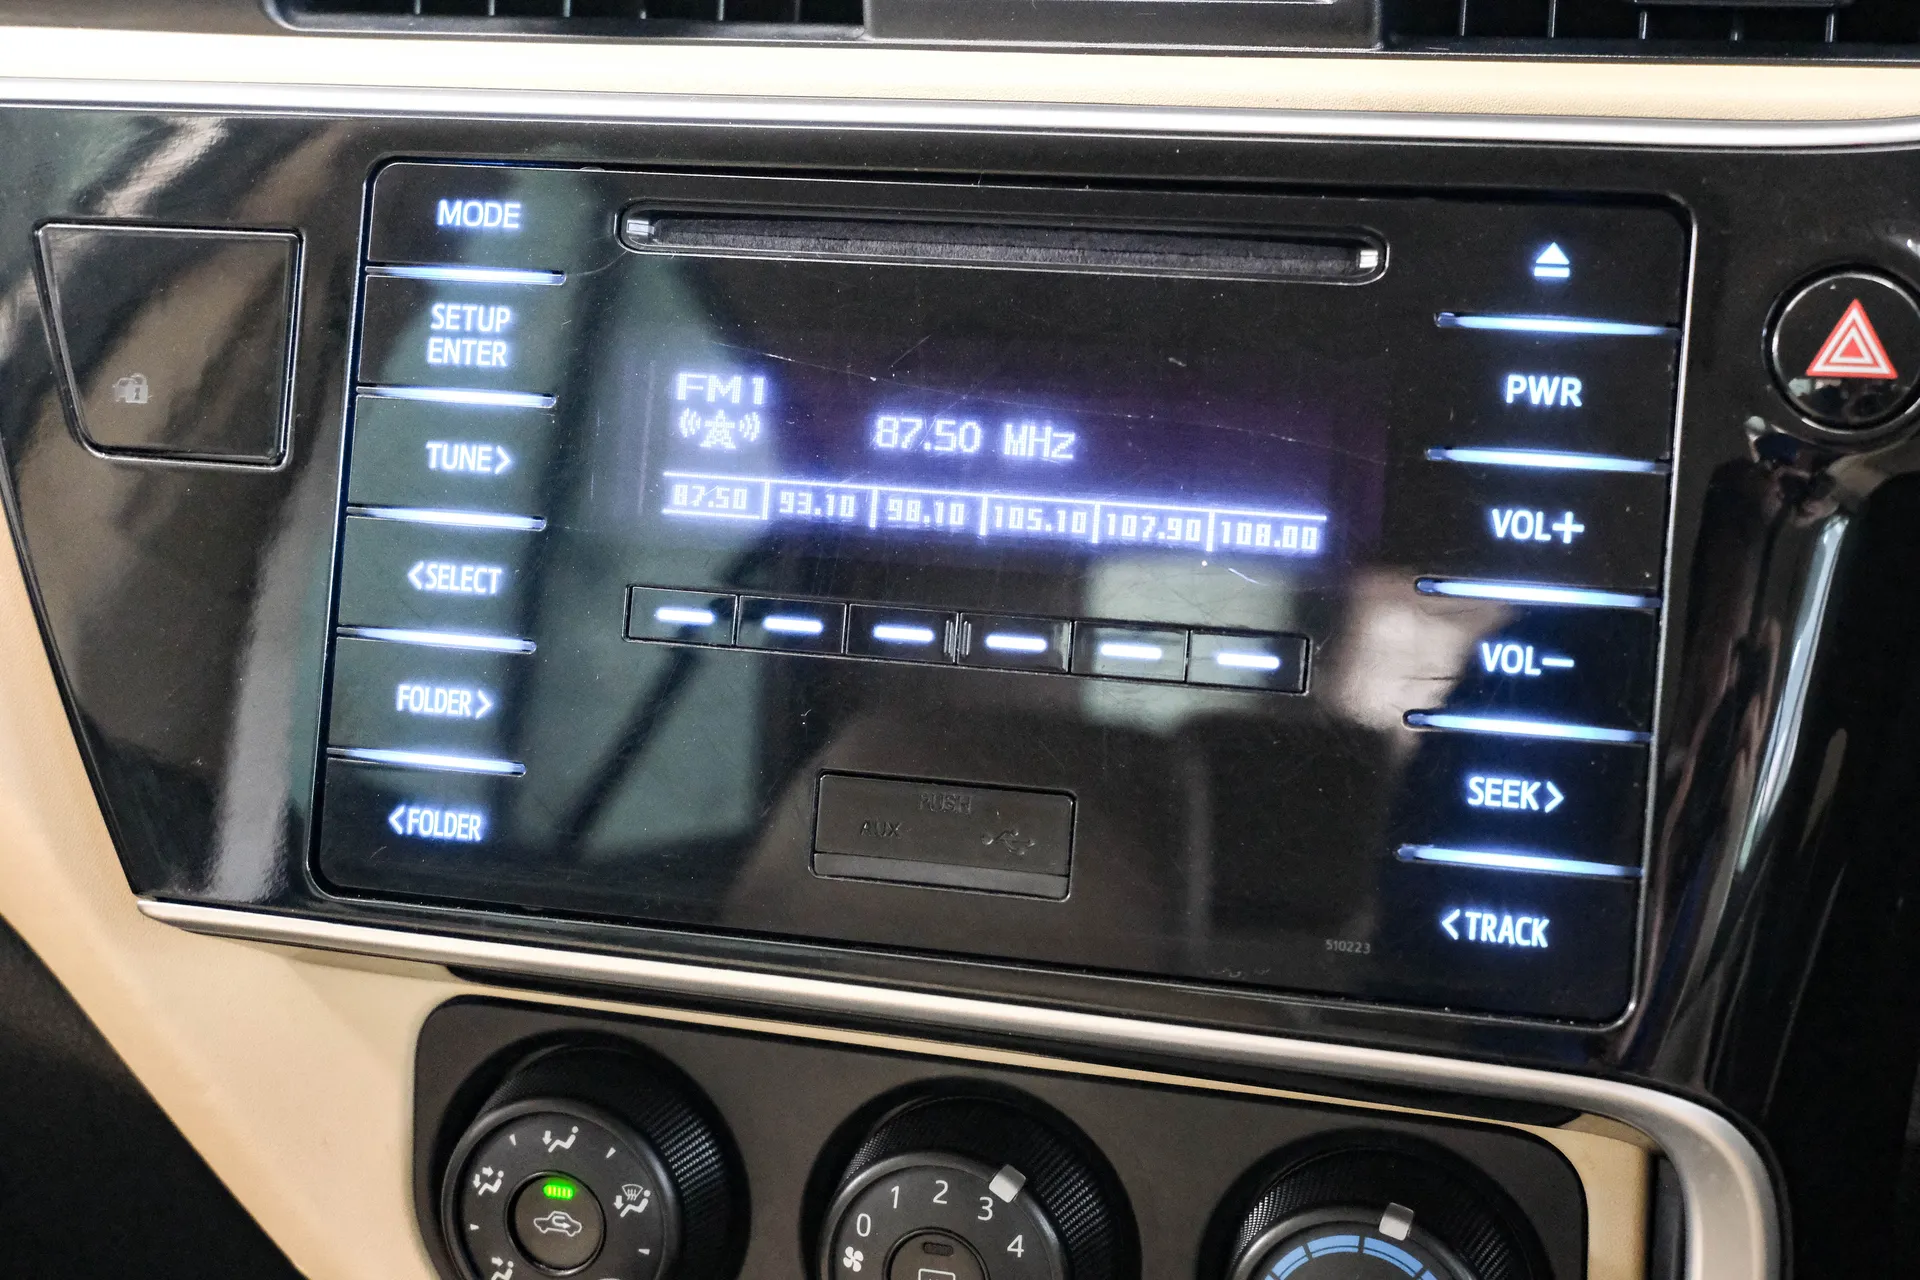 MODE
SETUP
ENTER
TUNE>
<SELECT
FOLDER>
<FOLDER
FM1
87.50 MHz
87.50 93.10 98.10 105.10 107.90 108.00
PUSH
AUX
510223
PWR
VOL+
VOL-
SEEK>
<TRACK
0 1 2 3 4